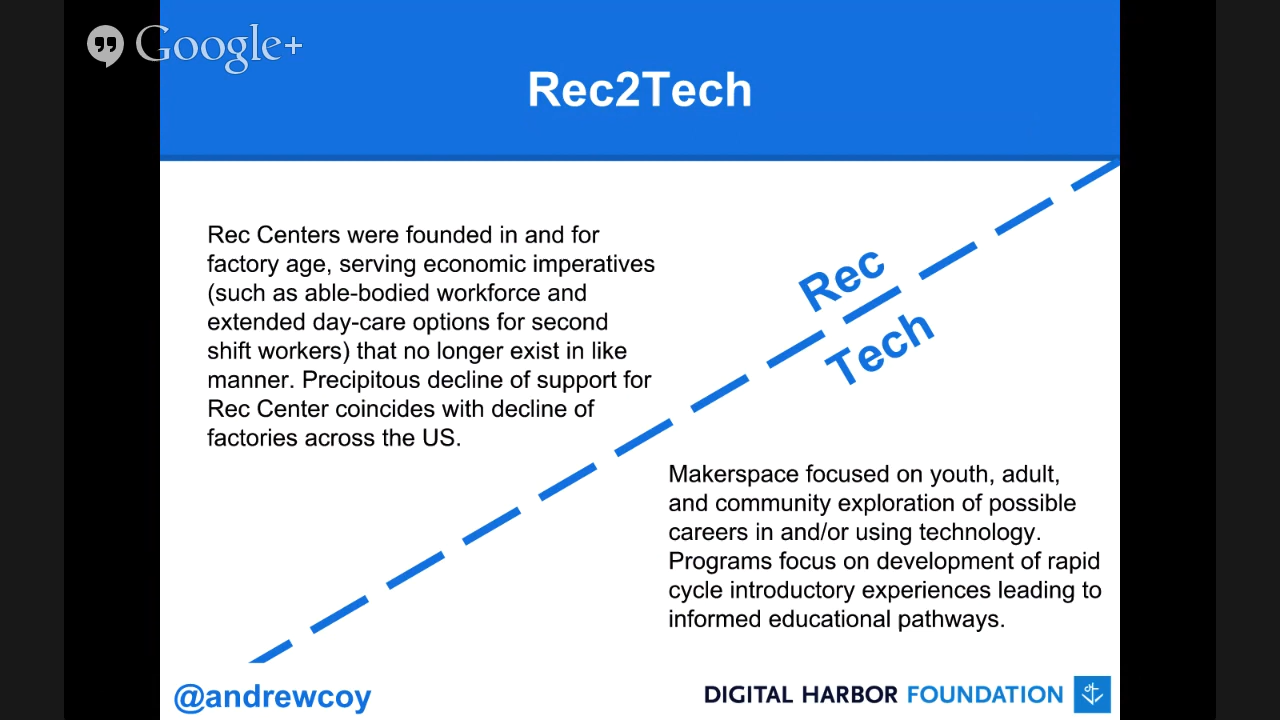 Google+
Rec2Tech
Rec Centers were founded in and for
factory age, serving economic imperatives
(such as able-bodied workforce and
extended day-care options for second
shift workers) that no longer exist in like
manner. Precipitous decline of support for
Rec Center coincides with decline of
factories across the US.
Rec
Tech
Makerspace focused on youth, adult,
and community exploration of possible
careers in and/or using technology.
Programs focus on development of rapid
cycle introductory experiences leading to
informed educational pathways.
@andrewcoy
DIGITAL HARBOR FOUNDATION